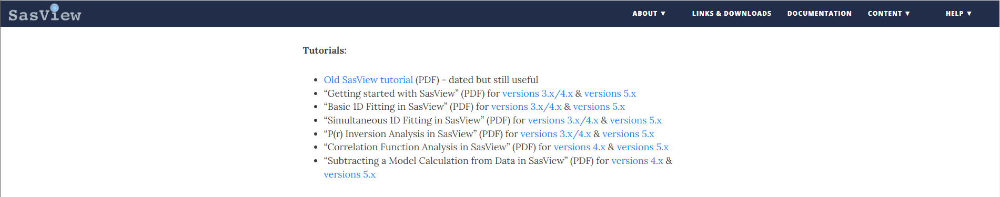 SasView
ABOUT ▼ LINKS & DOWNLOADS DOCUMENTATION CONTENT ▼ HELP ▼
Tutorials:
• Old SasView tutorial (PDF) - dated but still useful
• “Getting started with SasView” (PDF) for versions 3.x/4.x & versions 5.x
• “Basic 1D Fitting in SasView” (PDF) for versions 3.x/4.x & versions 5.x
• “Simultaneous 1D Fitting in SasView” (PDF) for versions 3.x/4.x & versions 5.x
• “P(r) Inversion Analysis in SasView” (PDF) for versions 3.x/4.x & versions 5.x
• “Correlation Function Analysis in SasView” (PDF) for versions 4.x & versions 5.x
• “Subtracting a Model Calculation from Data in SasView” (PDF) for versions 4.x &
versions 5.x